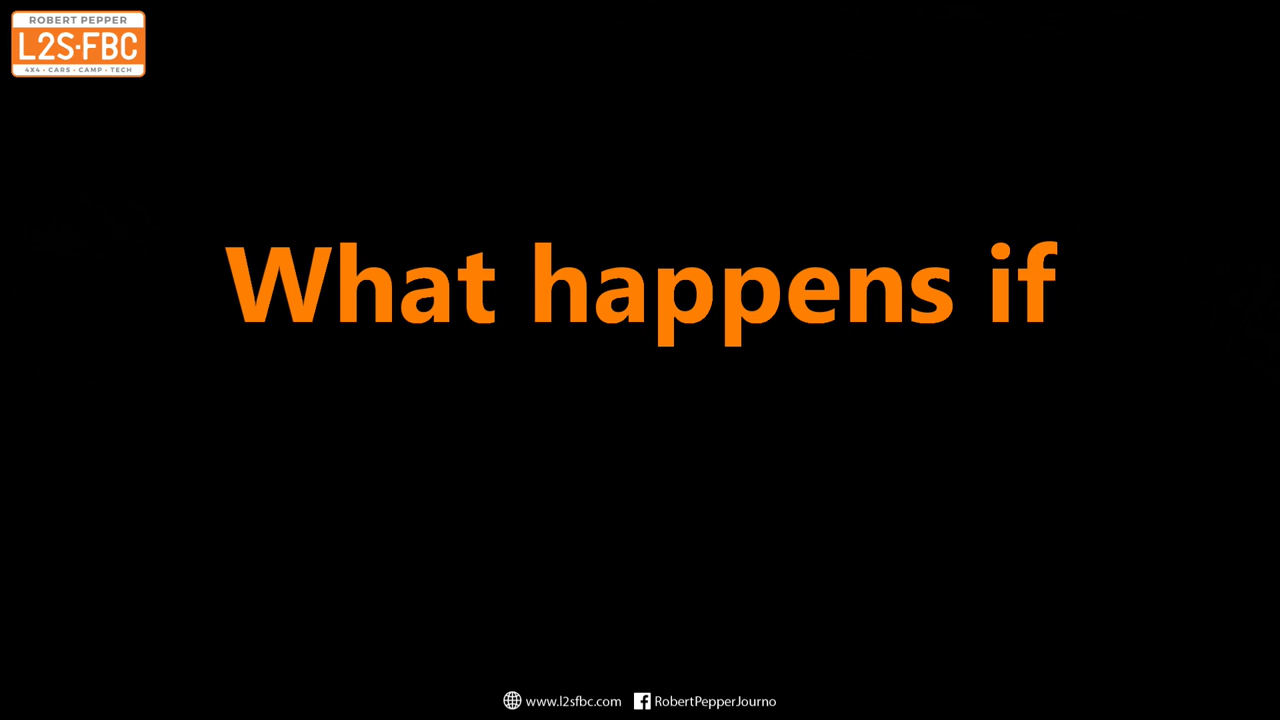 ROBERT PEPPER
L2S·FBC
4X4 - CARS - CAMP - TECH
What happens if
www.l2sfbc.com RobertPepperJourno